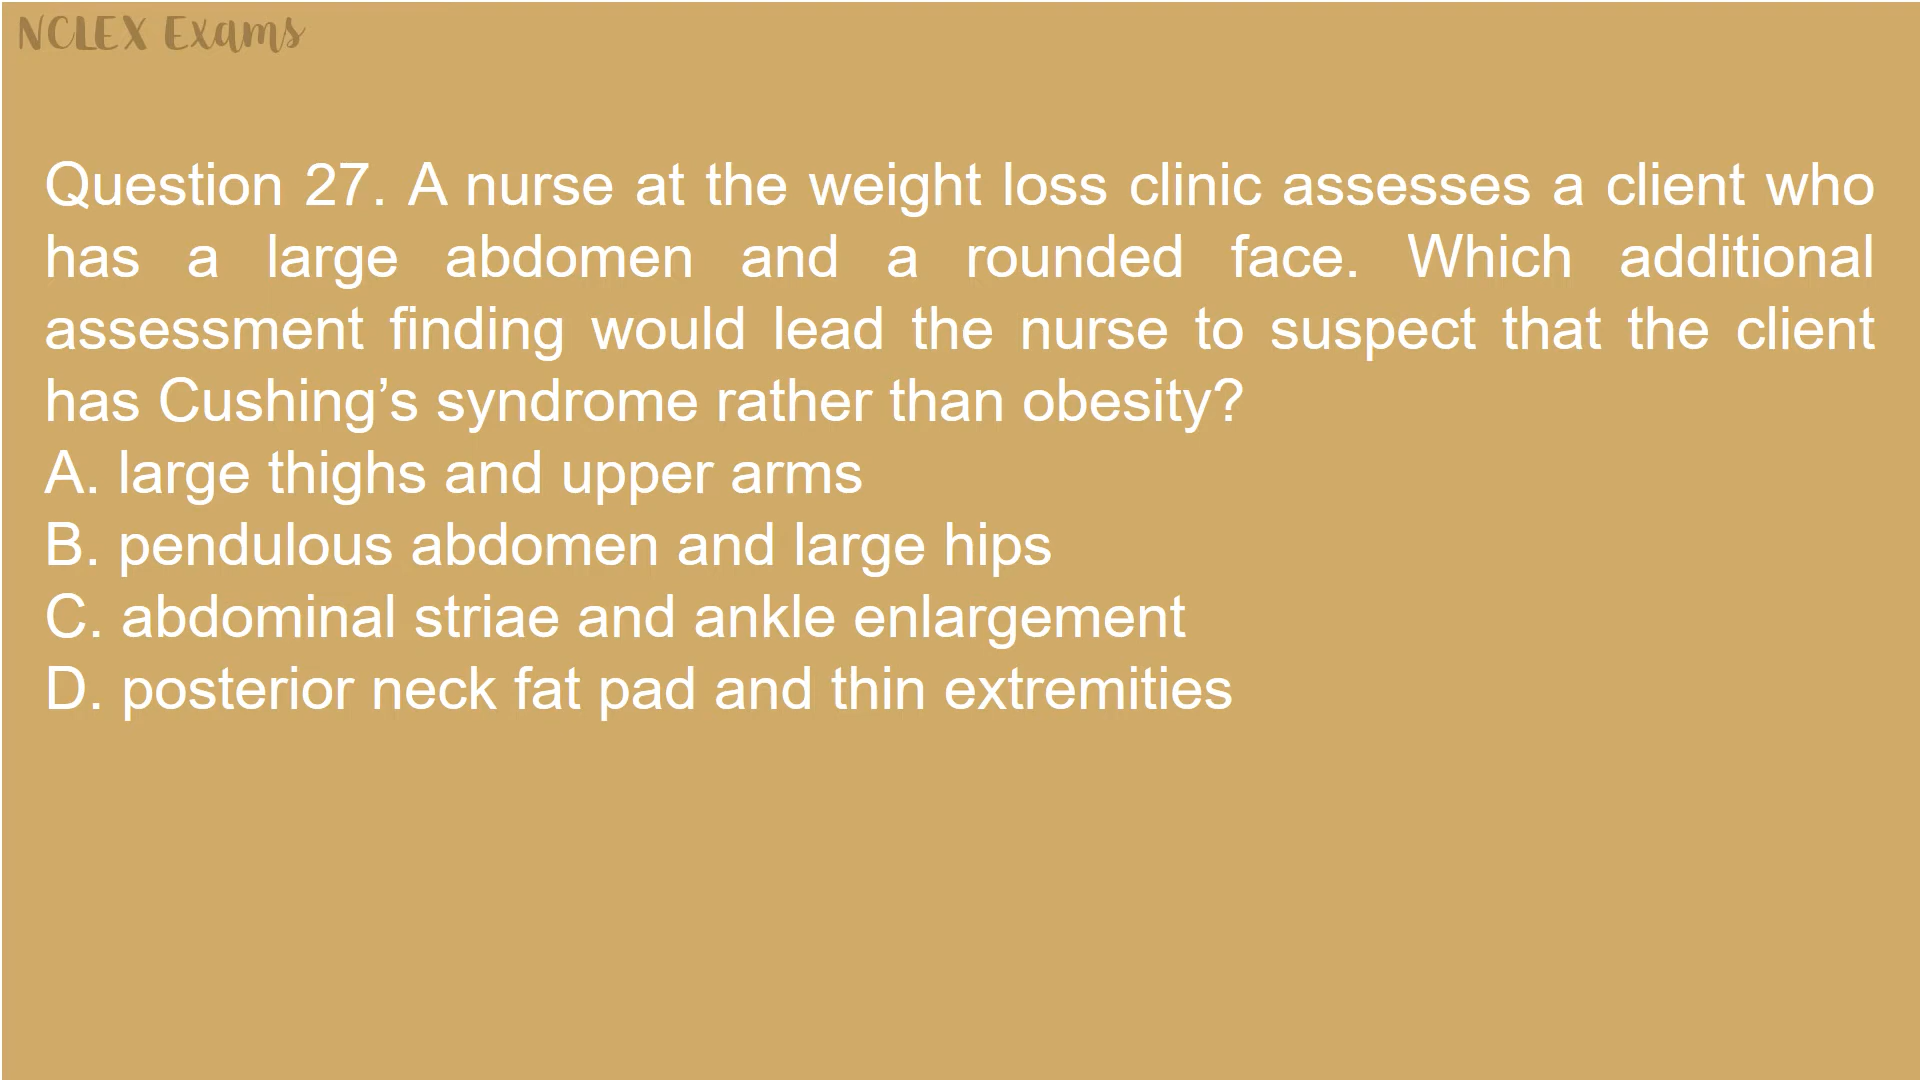 NCLEX Exams
Question 27. A nurse at the weight loss clinic assesses a client who
has a large abdomen and a rounded face. Which additional
assessment finding would lead the nurse to suspect that the client
has Cushing’s syndrome rather than obesity?
A. large thighs and upper arms
B. pendulous abdomen and large hips
C. abdominal striae and ankle enlargement
D. posterior neck fat pad and thin extremities